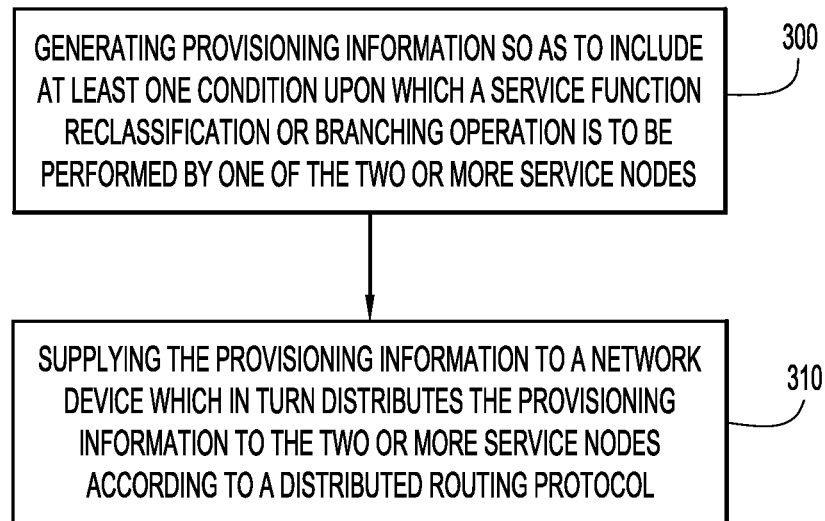 GENERATING PROVISIONING INFORMATION SO AS TO INCLUDE
AT LEAST ONE CONDITION UPON WHICH A SERVICE FUNCTION
RECLASSIFICATION OR BRANCHING OPERATION IS TO BE
PERFORMED BY ONE OF THE TWO OR MORE SERVICE NODES
300
SUPPLYING THE PROVISIONING INFORMATION TO A NETWORK
DEVICE WHICH IN TURN DISTRIBUTES THE PROVISIONING
INFORMATION TO THE TWO OR MORE SERVICE NODES
ACCORDING TO A DISTRIBUTED ROUTING PROTOCOL
310